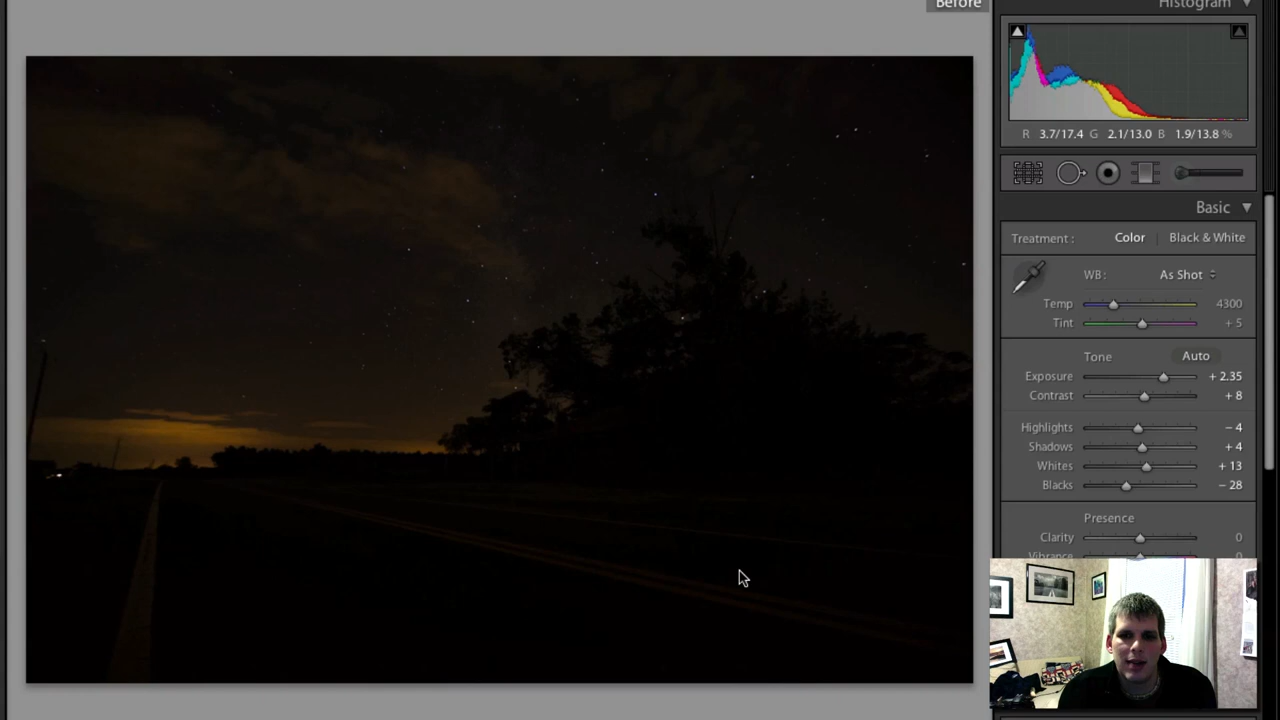 Before
Histogram
R 3.7/17.4 G 2.1/13.0 B 1.9/13.8 %
Basic
Treatment : Color Black & White
WB : As Shot
Temp 4300
Tint + 5
Tone Auto
Exposure + 2.35
Contrast + 8
Highlights − 4
Shadows + 4
Whites + 13
Blacks − 28
Presence
Clarity 0
Vibrance 0